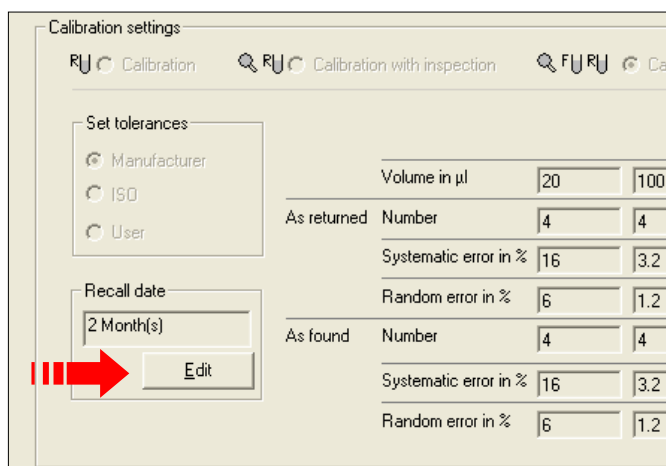 Calibration settings
RU Calibration RU Calibration with inspection FU RU Ca
Set tolerances
Manufacturer
ISO
User
Volume in µl 20 100
As returned Number 4 4
Systematic error in % 16 3.2
Random error in % 6 1.2
Recall date
2 Month(s)
Edit
As found Number 4 4
Systematic error in % 16 3.2
Random error in % 6 1.2